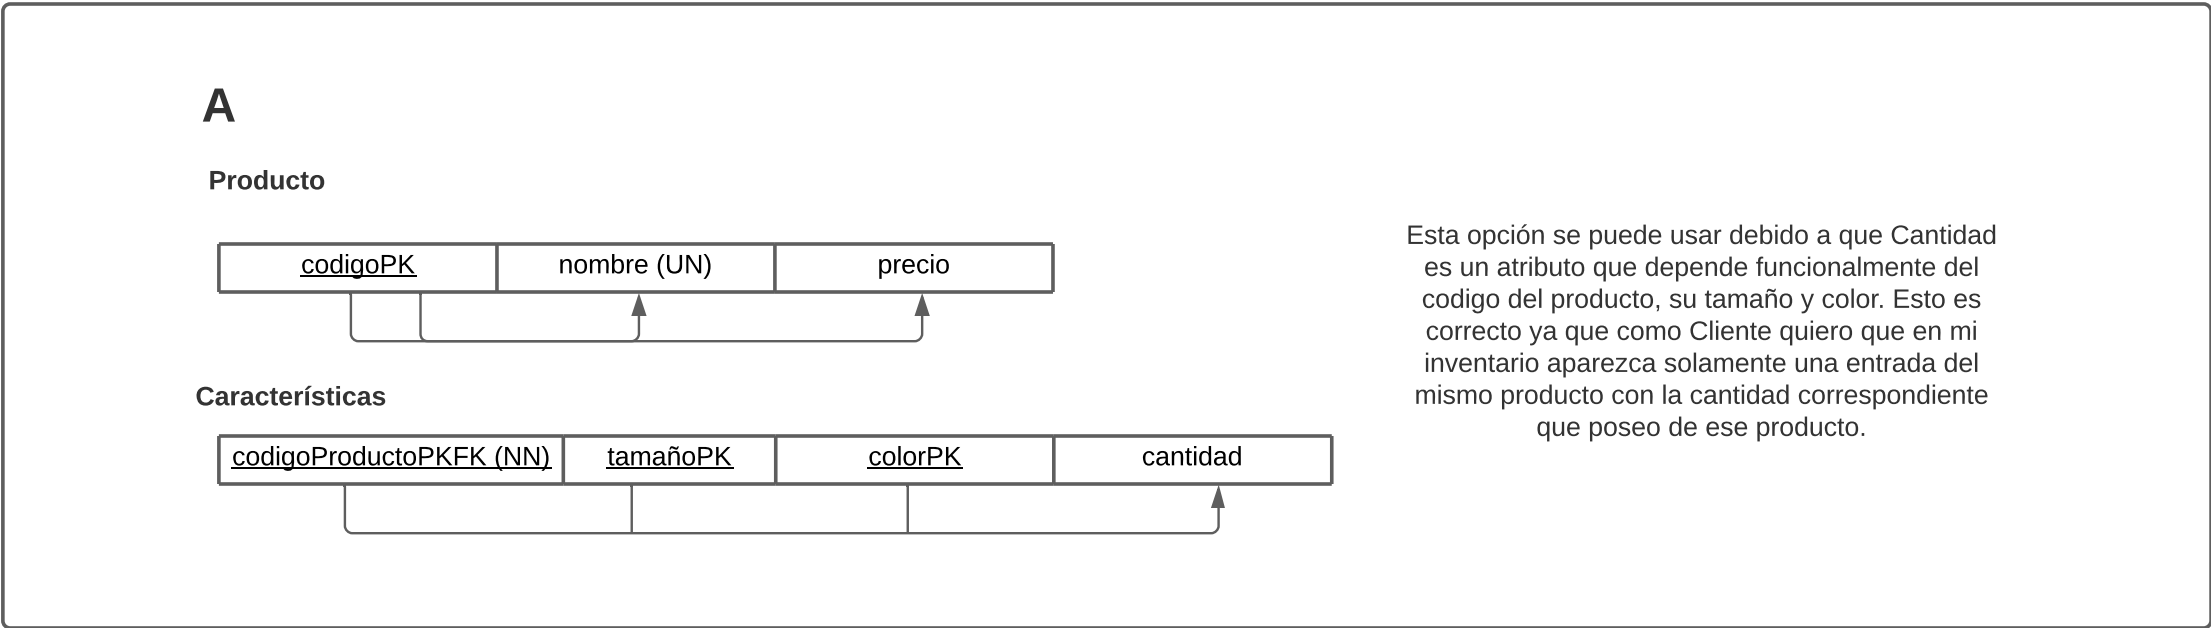 A
Producto
codigoPK nombre (UN) precio
Características
codigoProductoPKFK (NN) tamañoPK colorPK cantidad
Esta opción se puede usar debido a que Cantidad
es un atributo que depende funcionalmente del
codigo del producto, su tamaño y color. Esto es
correcto ya que como Cliente quiero que en mi
inventario aparezca solamente una entrada del
mismo producto con la cantidad correspondiente
que poseo de ese producto.